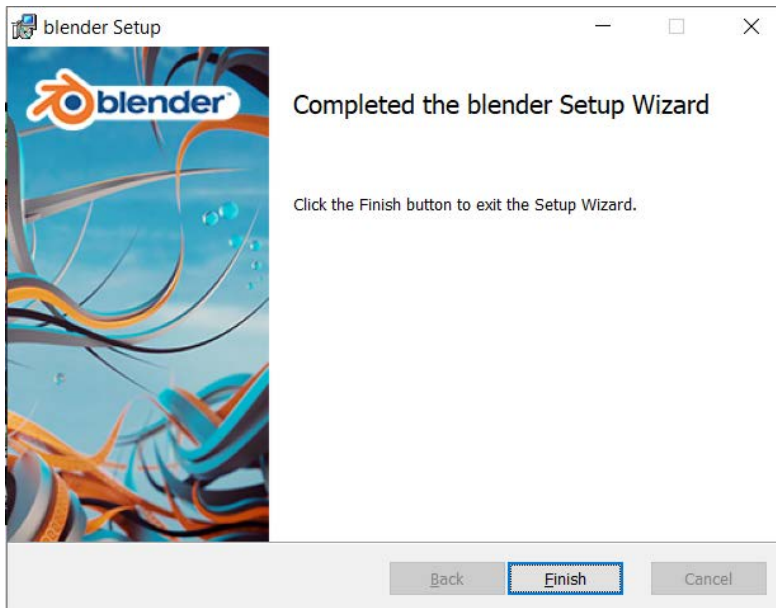 blender Setup
blender
Completed the blender Setup Wizard
Click the Finish button to exit the Setup Wizard.
Back
Finish
Cancel